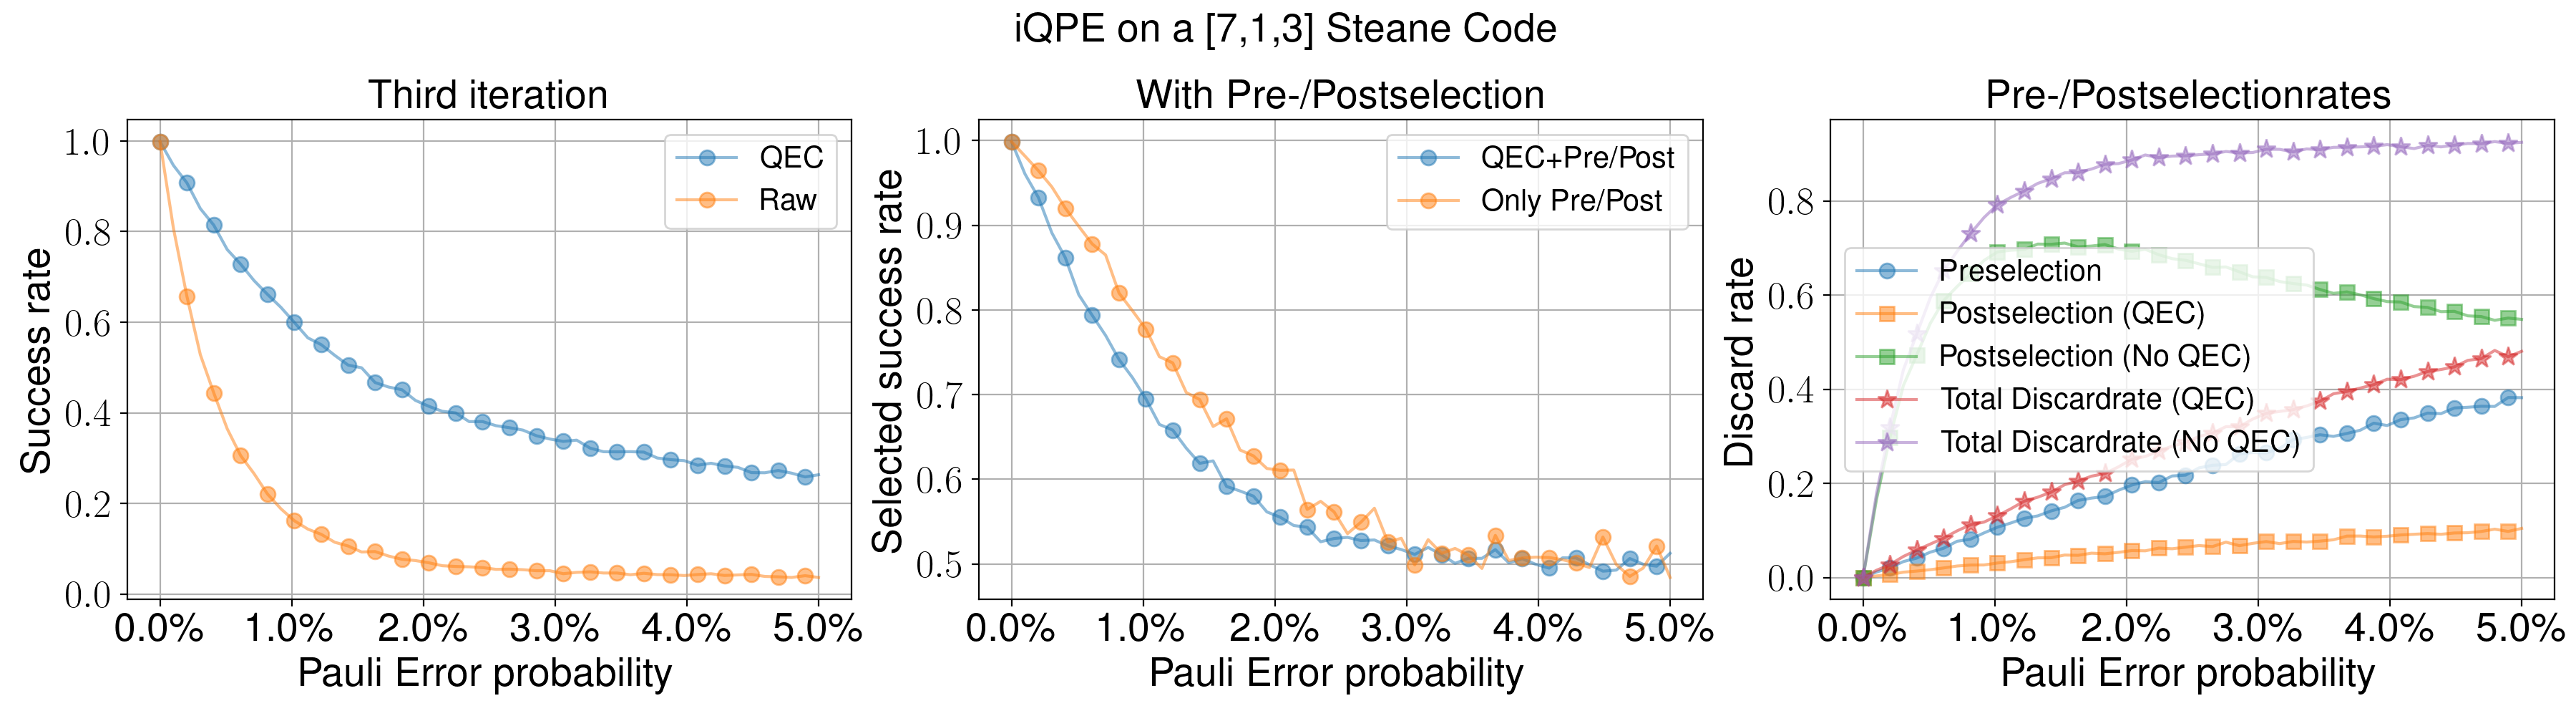 iQPE on a [7,1,3] Steane Code
Third iteration
Success rate
1.0
0.8
0.6
0.4
0.2
0.0
QEC
Raw
0.0% 1.0% 2.0% 3.0% 4.0% 5.0%
Pauli Error probability
With Pre-/Postselection
Selected success rate
1.0
0.9
0.8
0.7
0.6
0.5
QEC+Pre/Post
Only Pre/Post
0.0% 1.0% 2.0% 3.0% 4.0% 5.0%
Pauli Error probability
Pre-/Postselectionrates
Discard rate
0.8
0.6
0.4
0.2
0.0
Preselection
Postselection (QEC)
Postselection (No QEC)
Total Discardrate (QEC)
Total Discardrate (No QEC)
0.0% 1.0% 2.0% 3.0% 4.0% 5.0%
Pauli Error probability